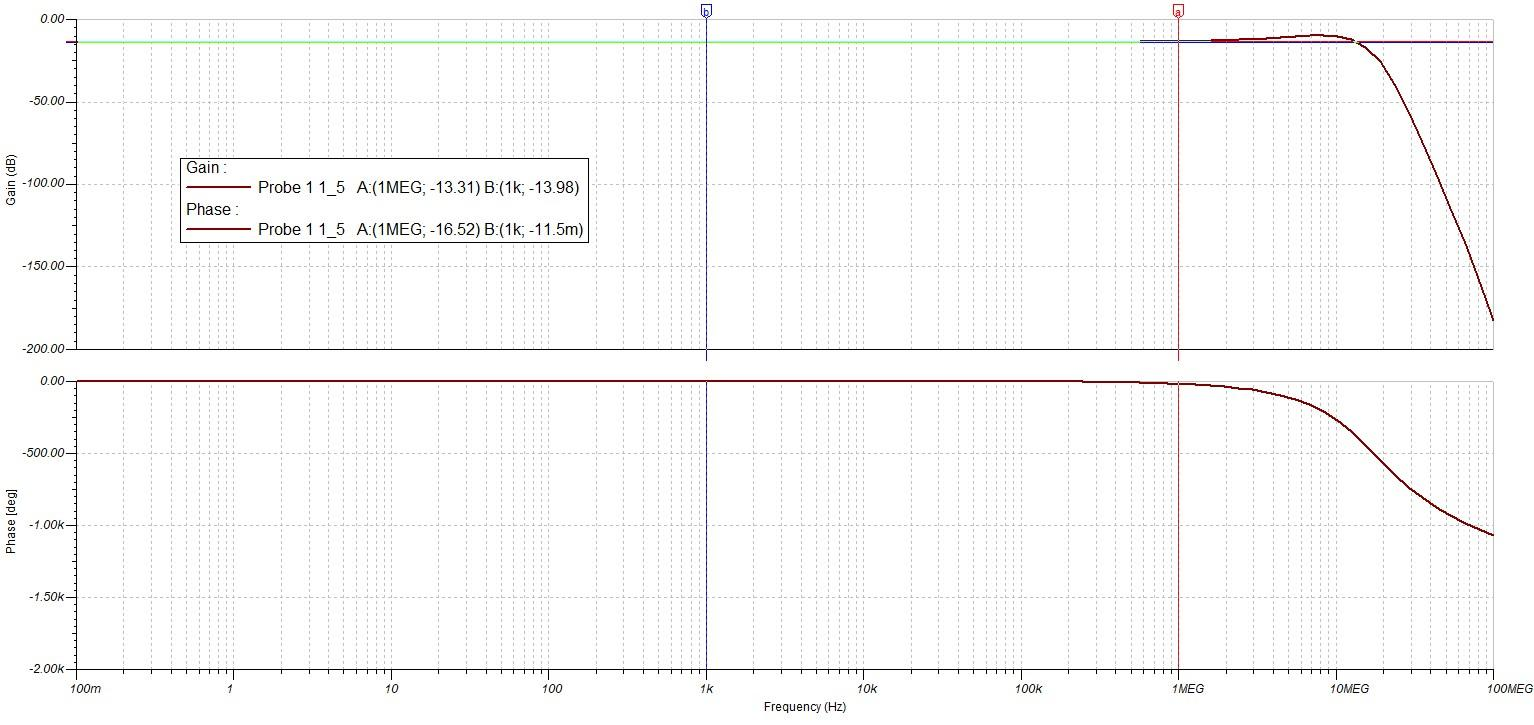 b
a
0.00
-50.00
-100.00
-150.00
-200.00
Gain (dB)
Gain :
Probe 1 1_5 A:(1MEG; -13.31) B:(1k; -13.98)
Phase :
Probe 1 1_5 A:(1MEG; -16.52) B:(1k; -11.5m)
0.00
-500.00
-1.00k
-1.50k
-2.00k
Phase [deg]
100m 1 10 100 1k 10k 100k 1MEG 10MEG 100MEG
Frequency (Hz)